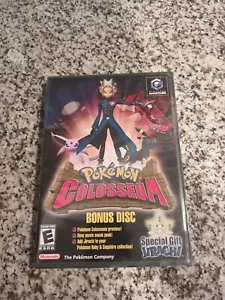 POKéMON
COLOSSEUM
BONUS DISC
Pokémon Colosseum preview!
New movie sneak peek!
Add Jirachi to your
Pokémon Ruby & Sapphire collection!
Special Gift
JIRACHI
EVERYONE
E
The Pokémon Company
Nintendo